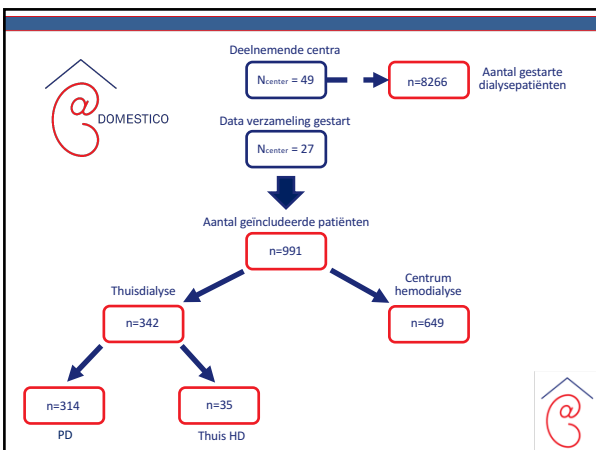 Deelnemende centra
Ncenter = 49
n=8266
Aantal gestarte
dialysepatiënten
@
DOMESTICO
Data verzameling gestart
Ncenter = 27
Aantal geïncludeerde patiënten
n=991
Thuisdialyse
Centrum
hemodialyse
n=342
n=649
n=314
n=35
PD
Thuis HD
@